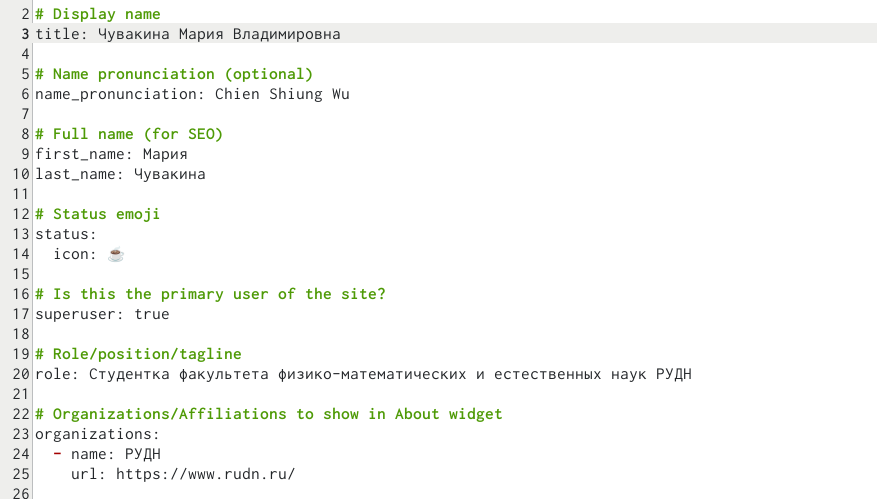 2 # Display name
3 title: Чувакина Мария Владимировна
4
5 # Name pronunciation (optional)
6 name_pronunciation: Chien Shiung Wu
7
8 # Full name (for SEO)
9 first_name: Мария
10 last_name: Чувакина
11
12 # Status emoji
13 status:
14   icon: ☕
15
16 # Is this the primary user of the site?
17 superuser: true
18
19 # Role/position/tagline
20 role: Студентка факультета физико-математических и естественных наук РУДН
21
22 # Organizations/Affiliations to show in About widget
23 organizations:
24   - name: РУДН
25     url: https://www.rudn.ru/
26